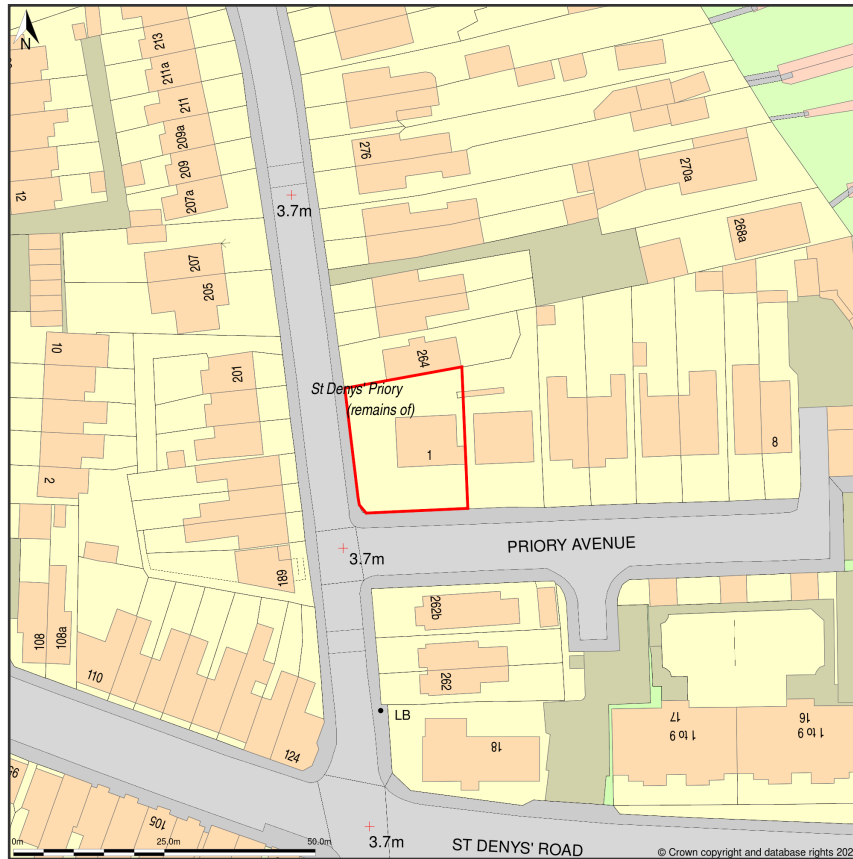 N
213
211a
211
209a
209
207a
12
276
270a
268a
3.7m
207
205
10
201
264
St Denys' Priory
(remains of)
1
8
2
PRIORY AVENUE
3.7m
189
262b
108
108a
110
262
LB
124
18
17
1 to 9
16
1 to 9
105
3.7m
ST DENYS' ROAD
0m
25.0m
50.0m
© Crown copyright and database rights 202